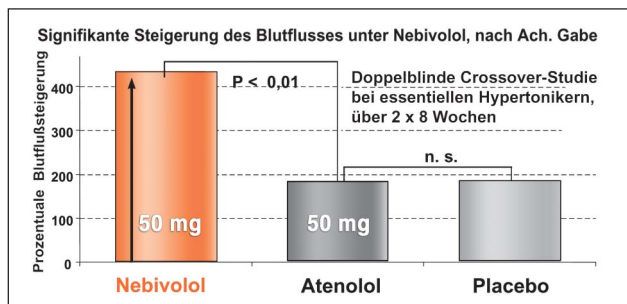 Signifikante Steigerung des Blutflusses unter Nebivolol, nach Ach. Gabe
Prozentuale Blutflußsteigerung
400
300
200
100
0
P < 0,01
Doppelblinde Crossover-Studie
bei essentiellen Hypertonikern,
über 2 x 8 Wochen
n. s.
50 mg
50 mg
Nebivolol
Atenolol
Placebo